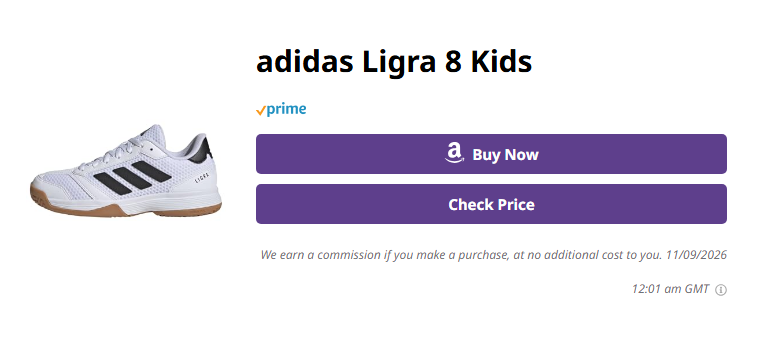 adidas Ligra 8 Kids
prime
Buy Now
Check Price
LIGRA
We earn a commission if you make a purchase, at no additional cost to you. 11/09/2026
12:01 am GMT